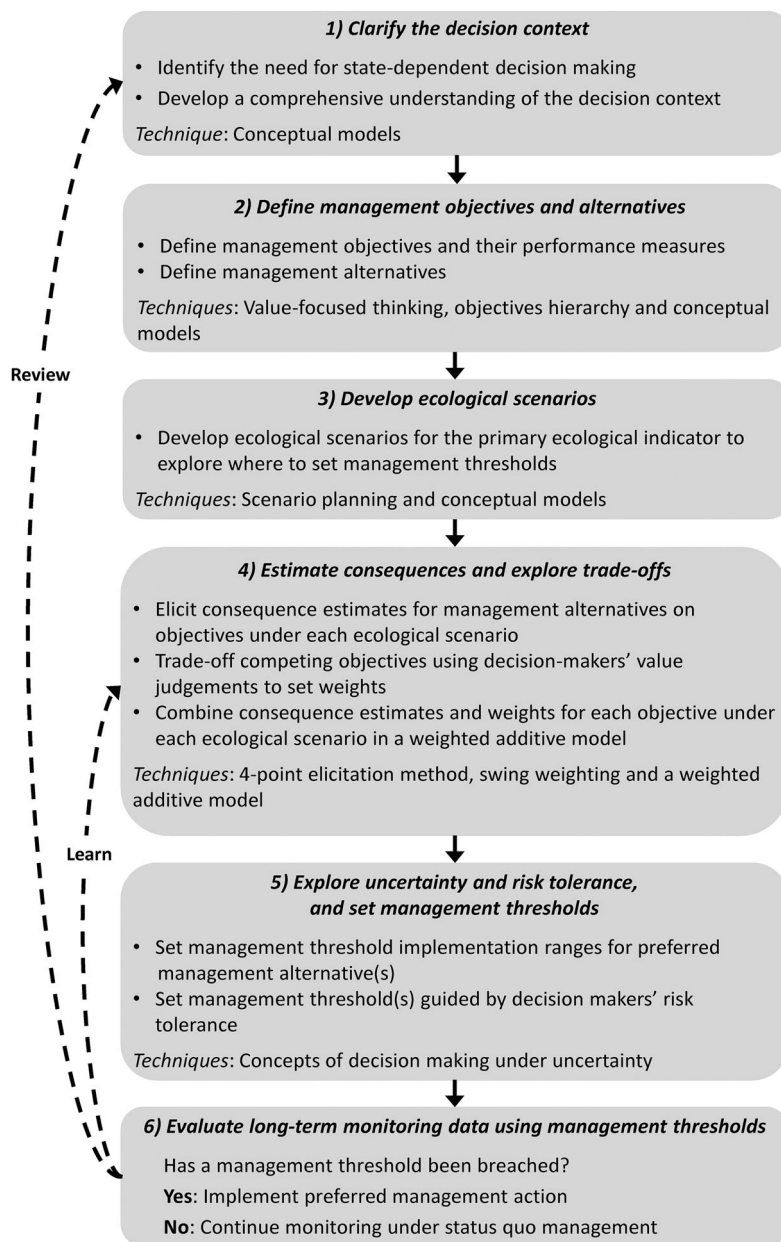 1) Clarify the decision context
• Identify the need for state-dependent decision making
• Develop a comprehensive understanding of the decision context
Technique: Conceptual models
2) Define management objectives and alternatives
• Define management objectives and their performance measures
• Define management alternatives
Techniques: Value-focused thinking, objectives hierarchy and conceptual
models
Review
3) Develop ecological scenarios
• Develop ecological scenarios for the primary ecological indicator to
explore where to set management thresholds
Techniques: Scenario planning and conceptual models
4) Estimate consequences and explore trade-offs
• Elicit consequence estimates for management alternatives on
objectives under each ecological scenario
• Trade-off competing objectives using decision-makers’ value
judgements to set weights
• Combine consequence estimates and weights for each objective under
each ecological scenario in a weighted additive model
Techniques: 4-point elicitation method, swing weighting and a weighted
additive model
Learn
5) Explore uncertainty and risk tolerance,
and set management thresholds
• Set management threshold implementation ranges for preferred
management alternative(s)
• Set management threshold(s) guided by decision makers’ risk
tolerance
Techniques: Concepts of decision making under uncertainty
6) Evaluate long-term monitoring data using management thresholds
Has a management threshold been breached?
Yes: Implement preferred management action
No: Continue monitoring under status quo management